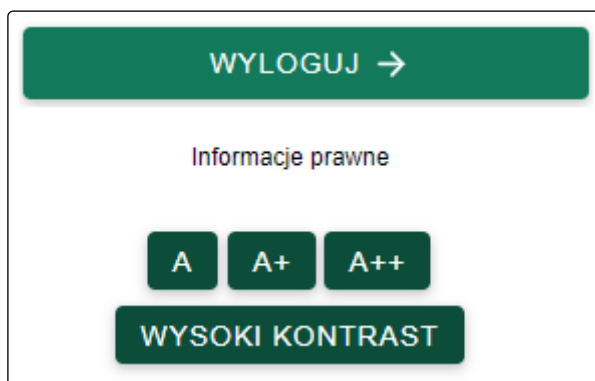 WYLOGUJ →
Informacje prawne
A A+ A++
WYSOKI KONTRAST